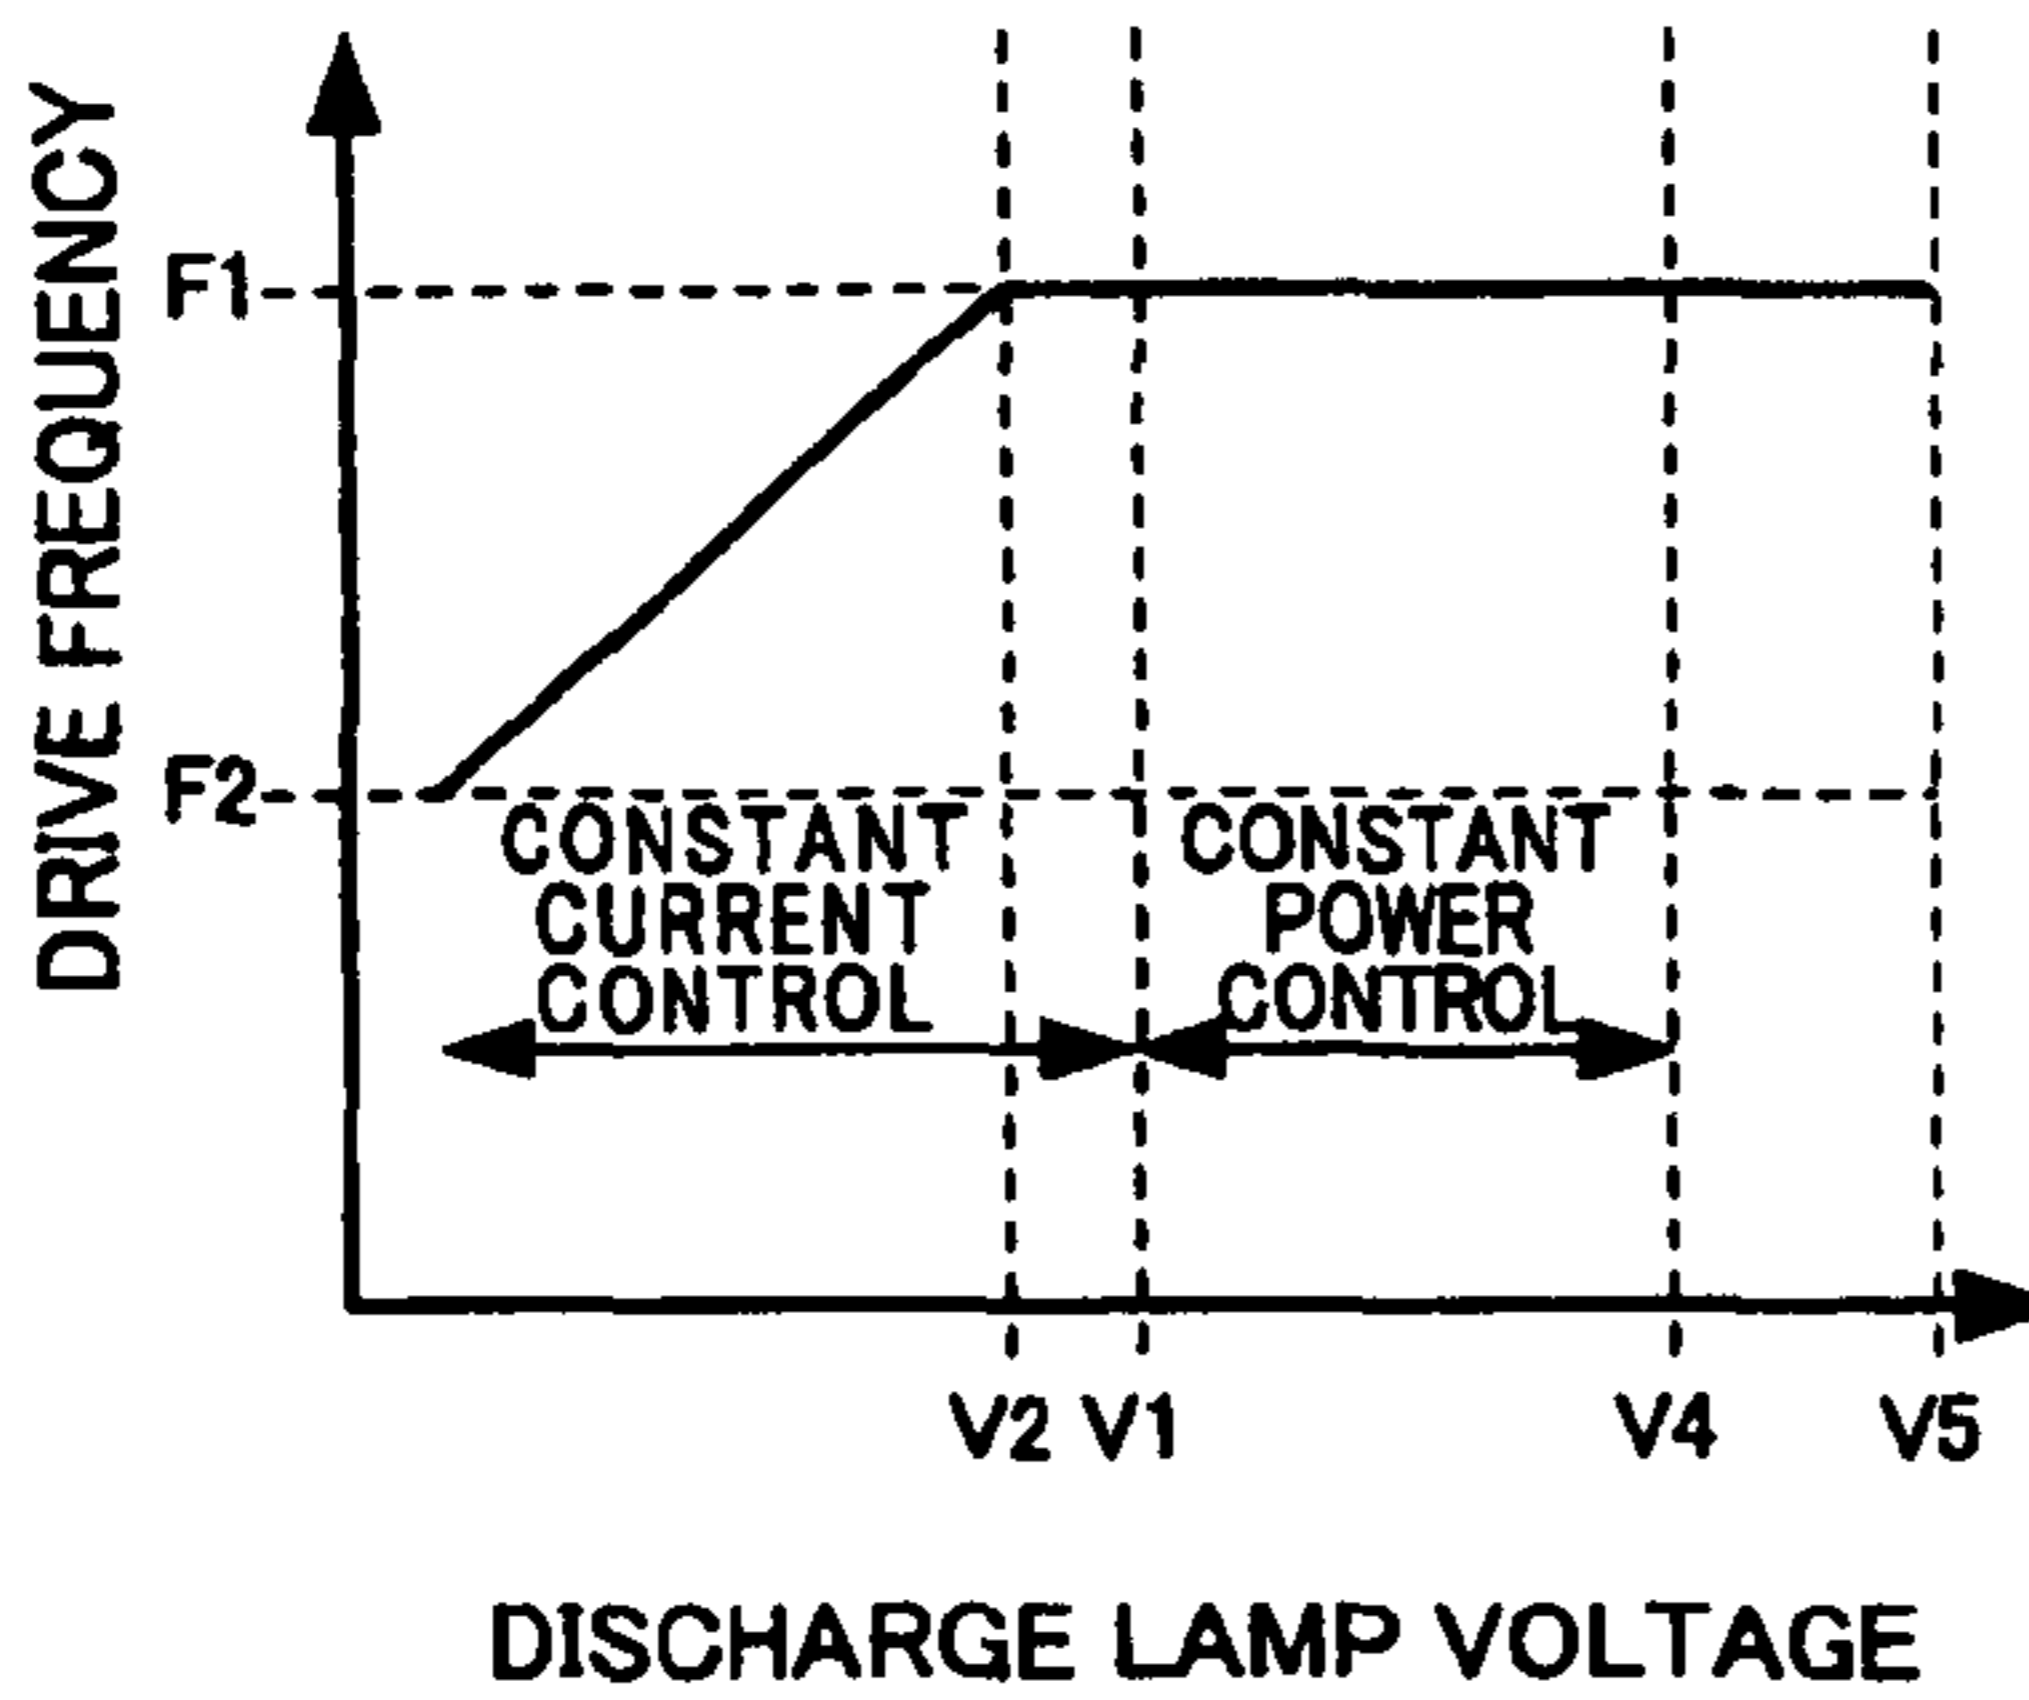 DRIVE FREQUENCY
F1
F2
CONSTANT
CURRENT
CONTROL
CONSTANT
POWER
CONTROL
V2 V1 V4 V5
DISCHARGE LAMP VOLTAGE